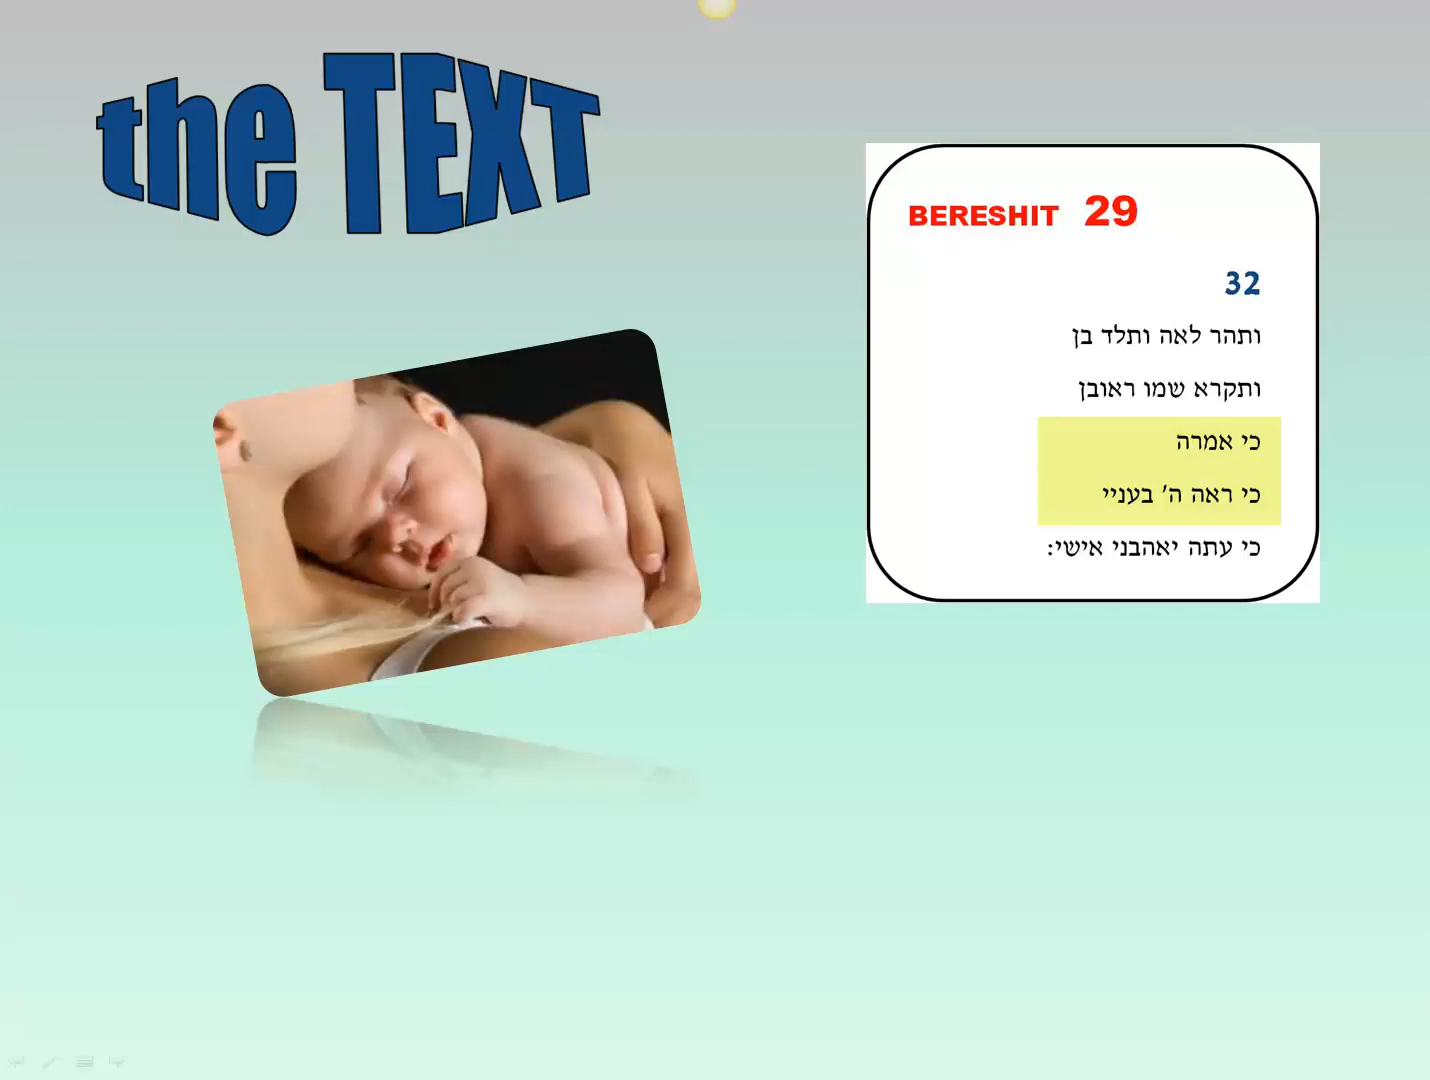 the TEXT
BERESHIT 29
32
ותהר לאה ותלד בן
ותקרא שמו ראובן
כי אמרה
כי ראה ה' בעניי
כי עתה יאהבני אישי: